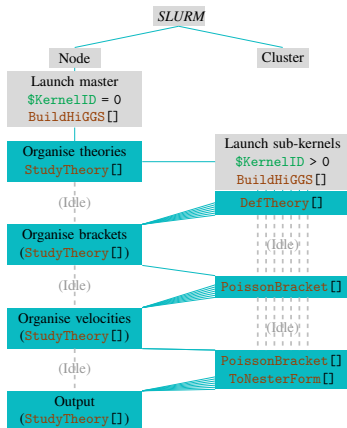 SLURM
Node
Cluster
Launch master
$KernelID = 0
BuildHiGGS[]
Organise theories
StudyTheory[]
Launch sub-kernels
$KernelID > 0
BuildHiGGS[]
(Idle)
DefTheory[]
Organise brackets
(StudyTheory[])
(Idle)
(Idle)
PoissonBracket[]
Organise velocities
(StudyTheory[])
(Idle)
(Idle)
PoissonBracket[]
ToNesterForm[]
Output
(StudyTheory[])